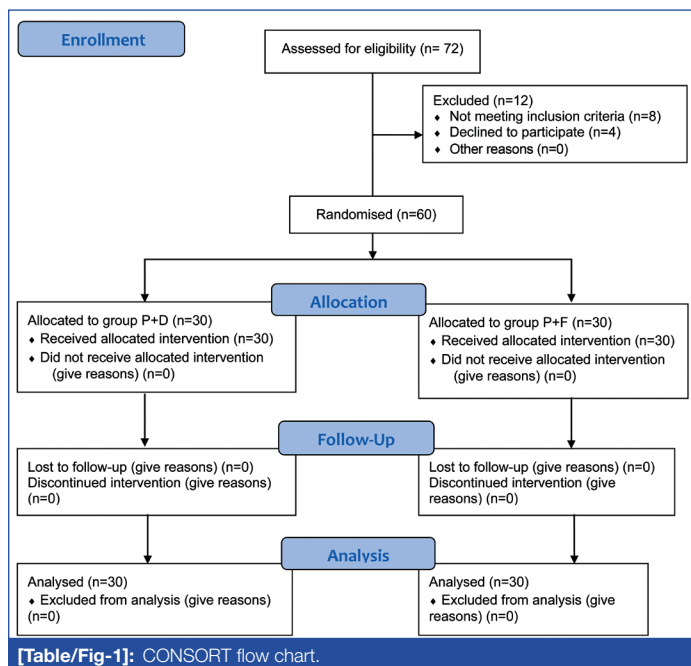 Enrollment
Assessed for eligibility (n= 72)
Excluded (n=12)
♦ Not meeting inclusion criteria (n=8)
♦ Declined to participate (n=4)
♦ Other reasons (n=0)
Randomised (n=60)
Allocation
Allocated to group P+D (n=30)
♦ Received allocated intervention (n=30)
♦ Did not receive allocated intervention
(give reasons) (n=0)
Allocated to group P+F (n=30)
♦ Received allocated intervention (n=30)
♦ Did not receive allocated intervention
(give reasons) (n=0)
Follow-Up
Lost to follow-up (give reasons) (n=0)
Discontinued intervention (give reasons)
(n=0)
Lost to follow-up (give reasons) (n=0)
Discontinued intervention (give
reasons) (n=0)
Analysis
Analysed (n=30)
♦ Excluded from analysis (give reasons)
(n=0)
Analysed (n=30)
♦ Excluded from analysis (give
reasons) (n=0)
[Table/Fig-1]: CONSORT flow chart.